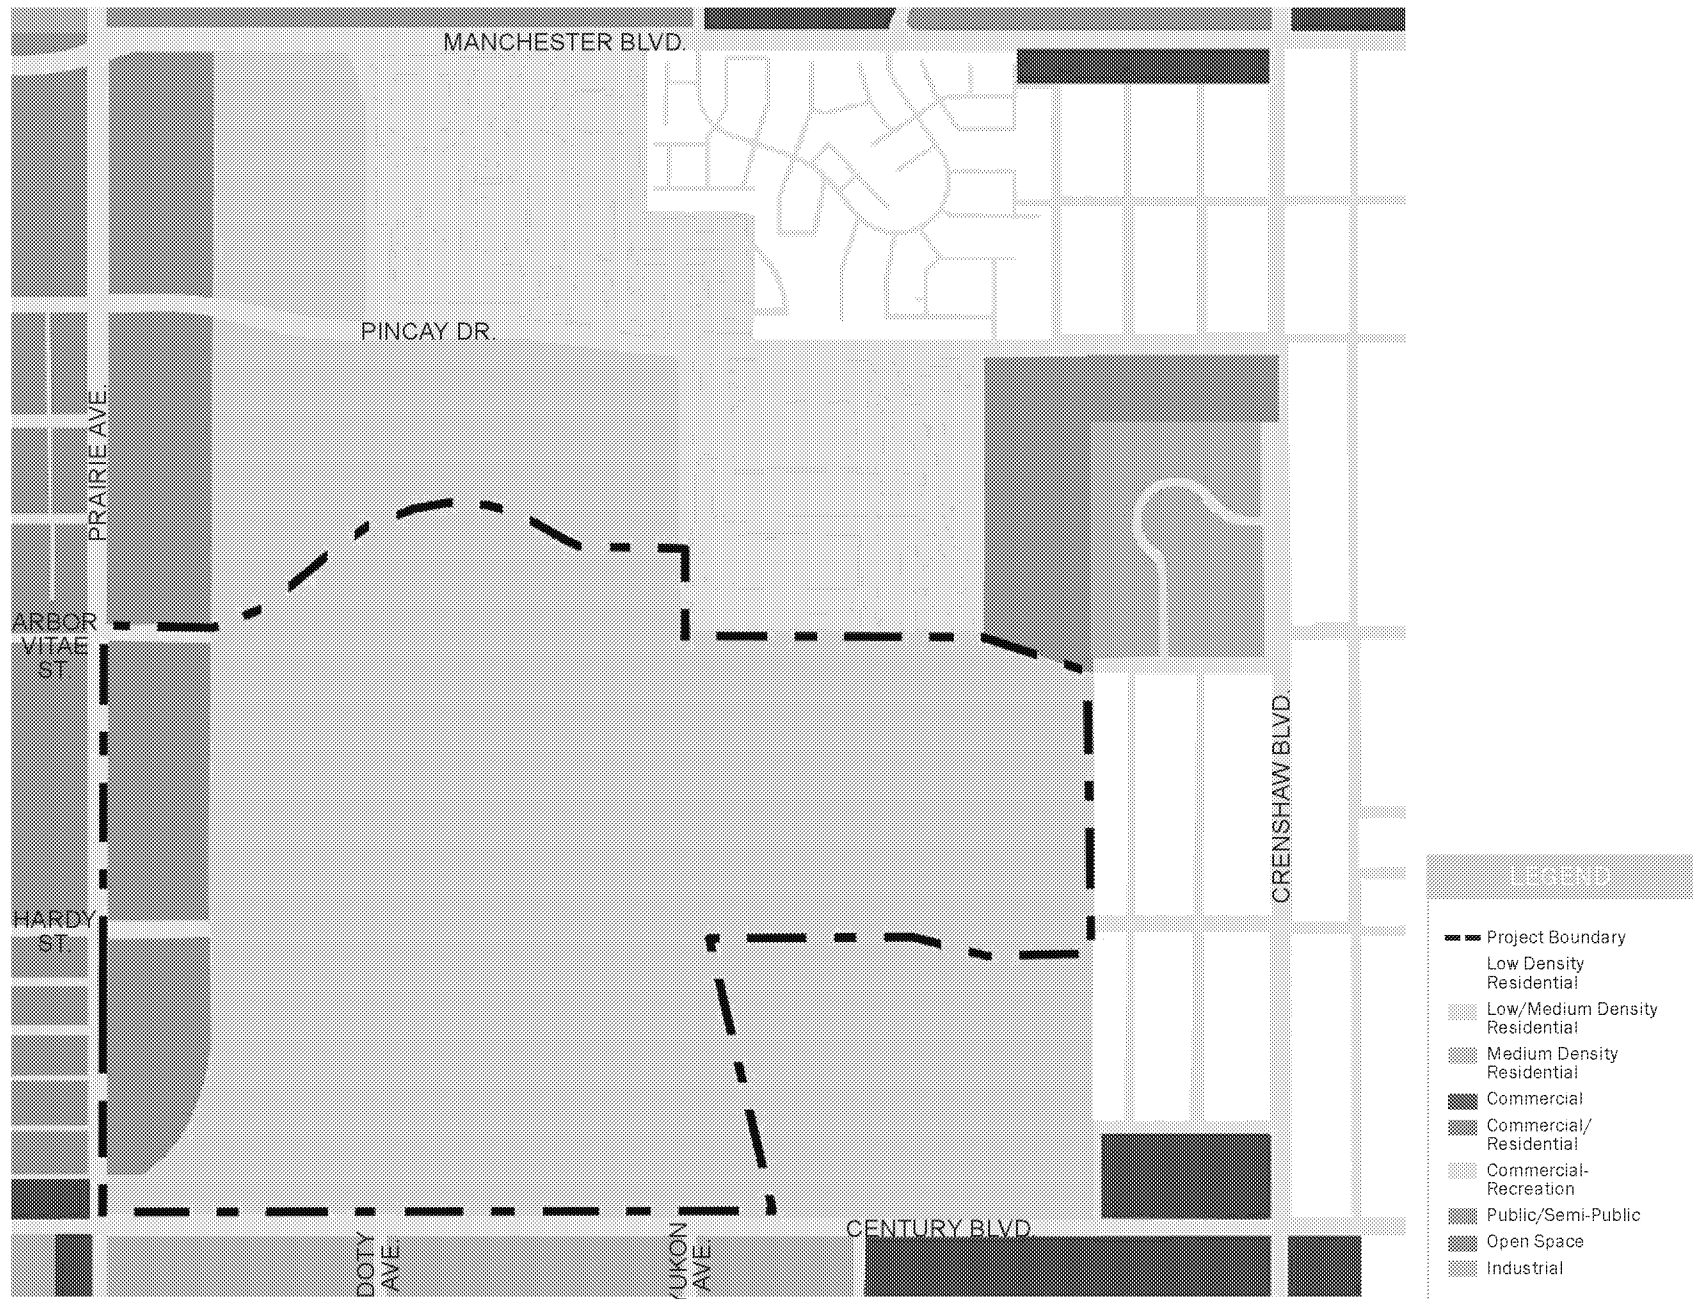 MANCHESTER BLVD.
PINCAY DR.
PRAIRIE AVE.
ARBOR
VITAE
ST.
CRENSHAW BLVD.
HARDY
ST.
CENTURY BLVD.
DOTY
AVE.
YUKON
AVE.
LEGEND
Project Boundary
Low Density
Residential
Low/Medium Density
Residential
Medium Density
Residential
Commercial
Commercial/
Residential
Commercial-
Recreation
Public/Semi-Public
Open Space
Industrial